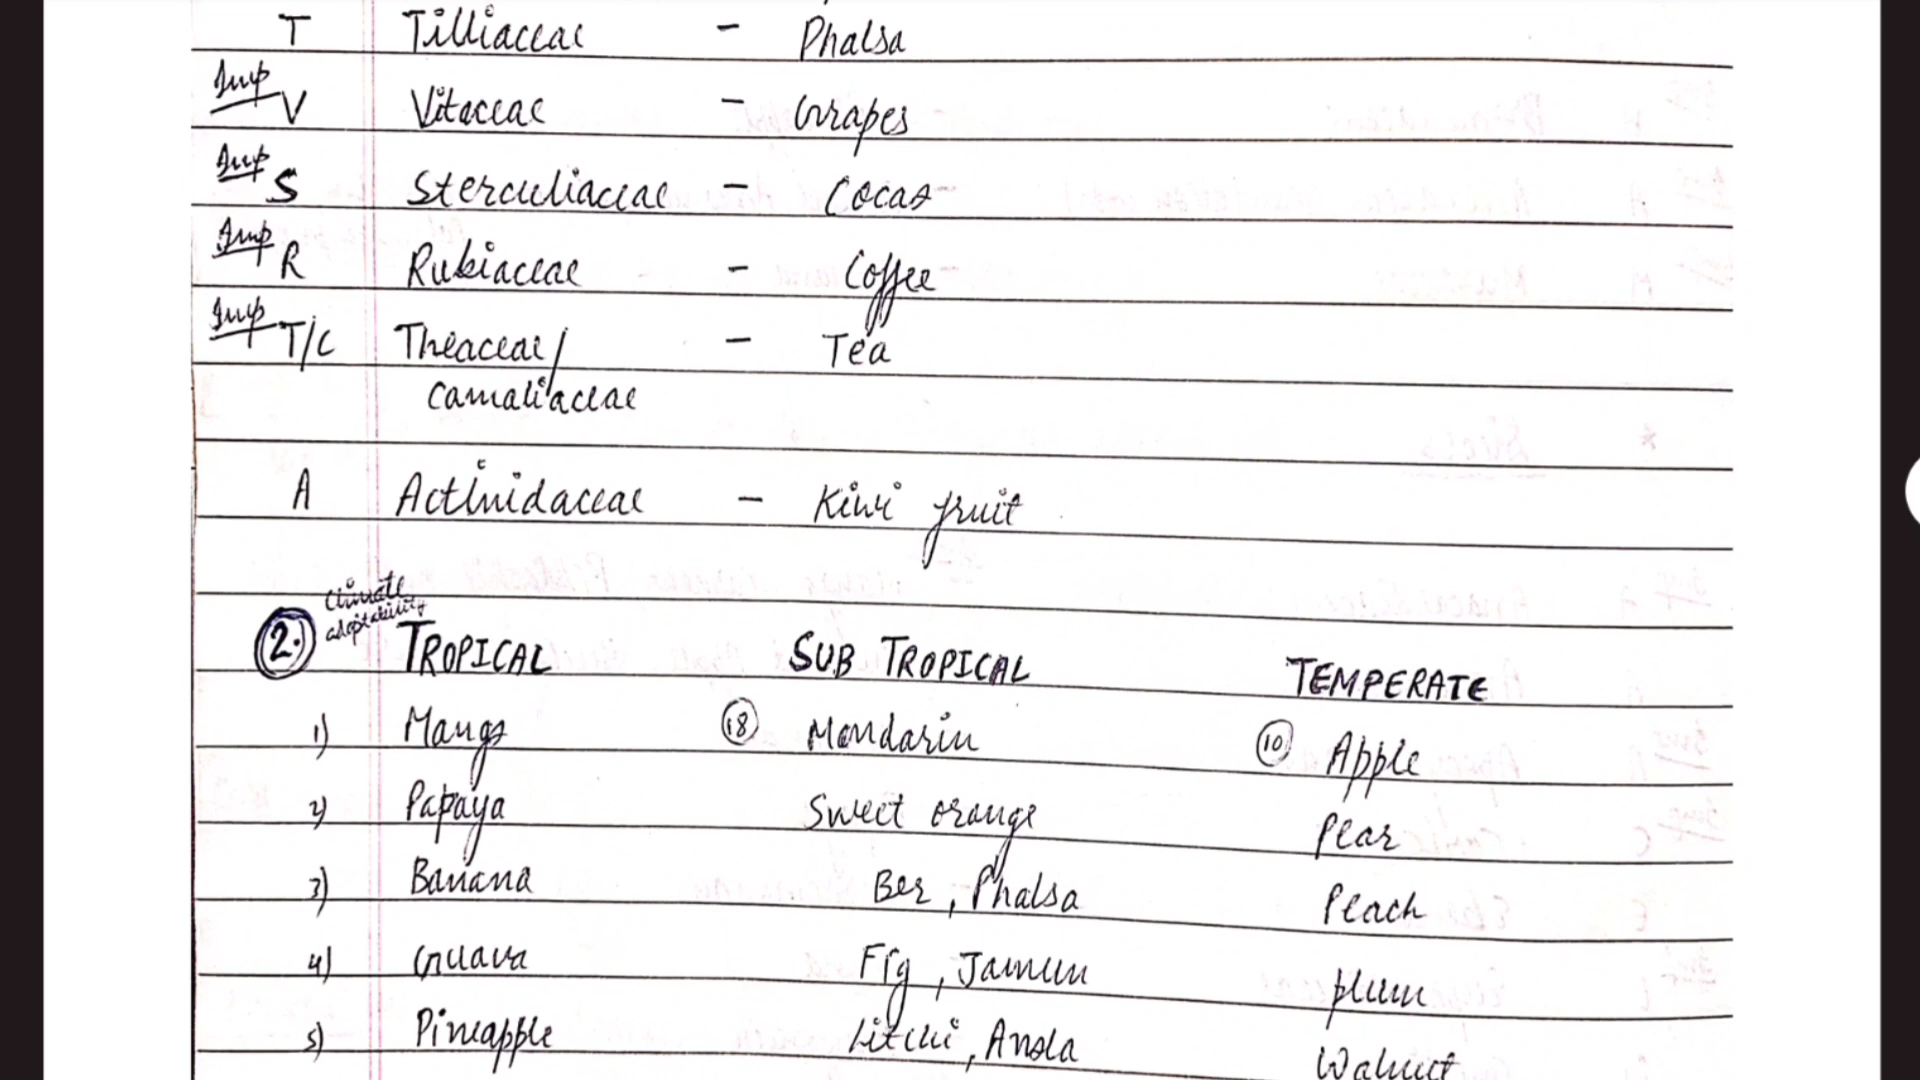 T Tilliaceae - Phalsa
Imp V Vitaceae - Grapes
Imp S Sterculiaceae - Cocao
Imp R Rubiaceae - Coffee
Imp T/C Theaceae/ - Tea
Camaliaceae
A Actinidaceae - Kiwi fruit
Climate
adaptability
2. TROPICAL SUB TROPICAL TEMPERATE
1) Mango 18 Mandarin 10 Apple
2) Papaya Sweet orange Pear
3) Banana Ber, Phalsa Peach
4) Guava Fig, Jamun plum
5) Pineapple Litchi, Anola Walnut